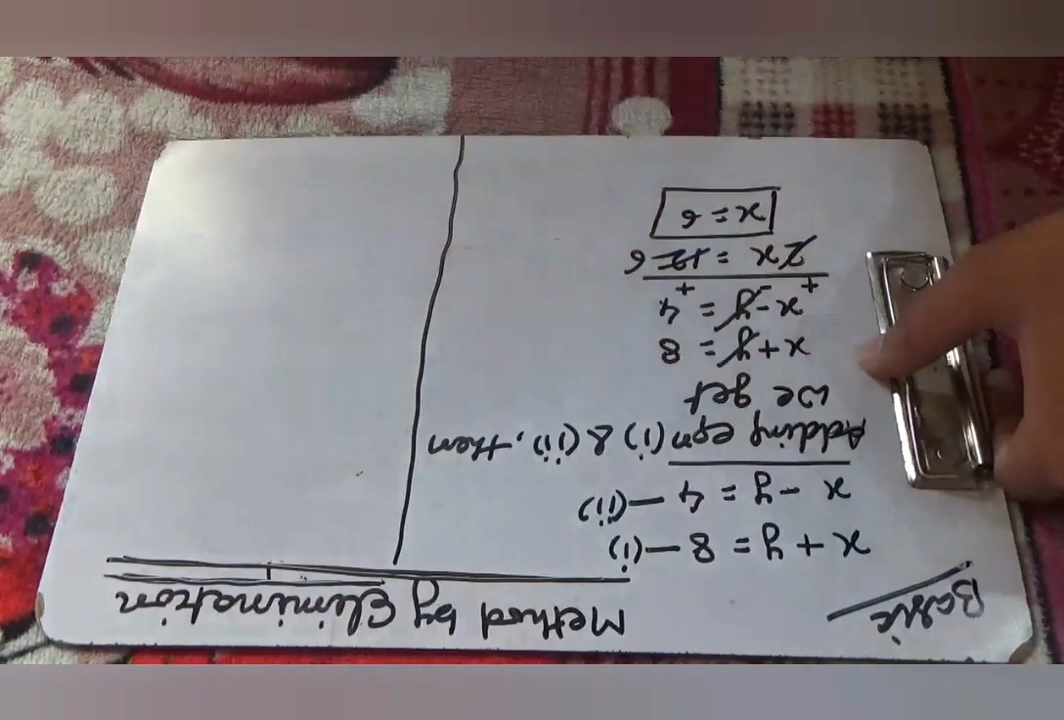 Basic
Method by Elimination
x + y = 8 — (i)
x - y = 4 — (ii)
Adding eqn (i) & (ii), then
we get
x + y = 8
x - y = 4
+ - +
2x = 12 6
x = 6